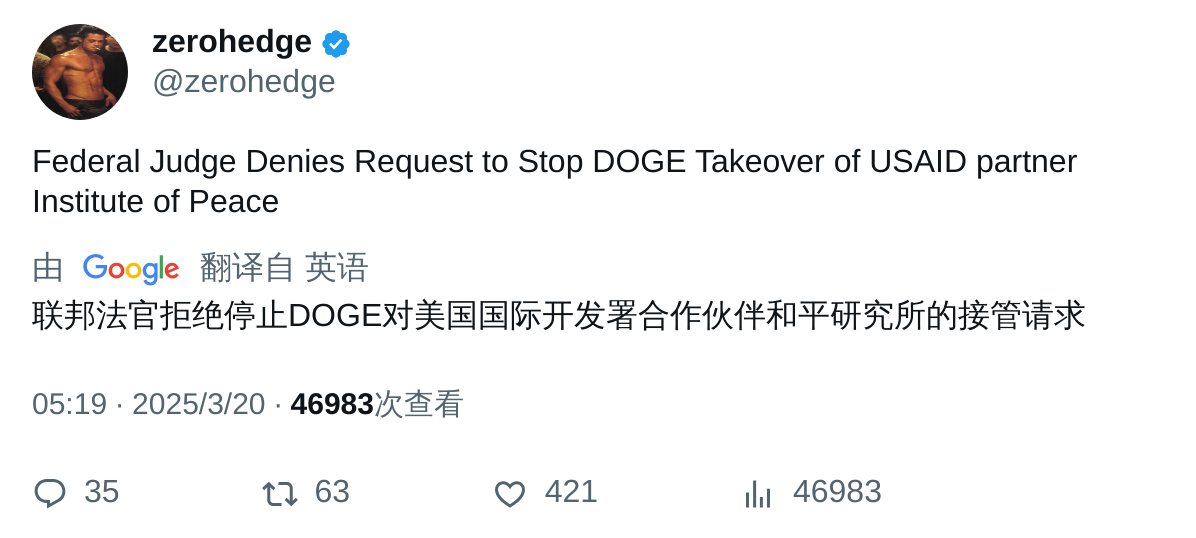 zerohedge
@zerohedge
Federal Judge Denies Request to Stop DOGE Takeover of USAID partner
Institute of Peace
由 Google 翻译自 英语
联邦法官拒绝停止DOGE对美国国际开发署合作伙伴和平研究所的接管请求
05:19 · 2025/3/20 · 46983次查看
35 63 421 46983